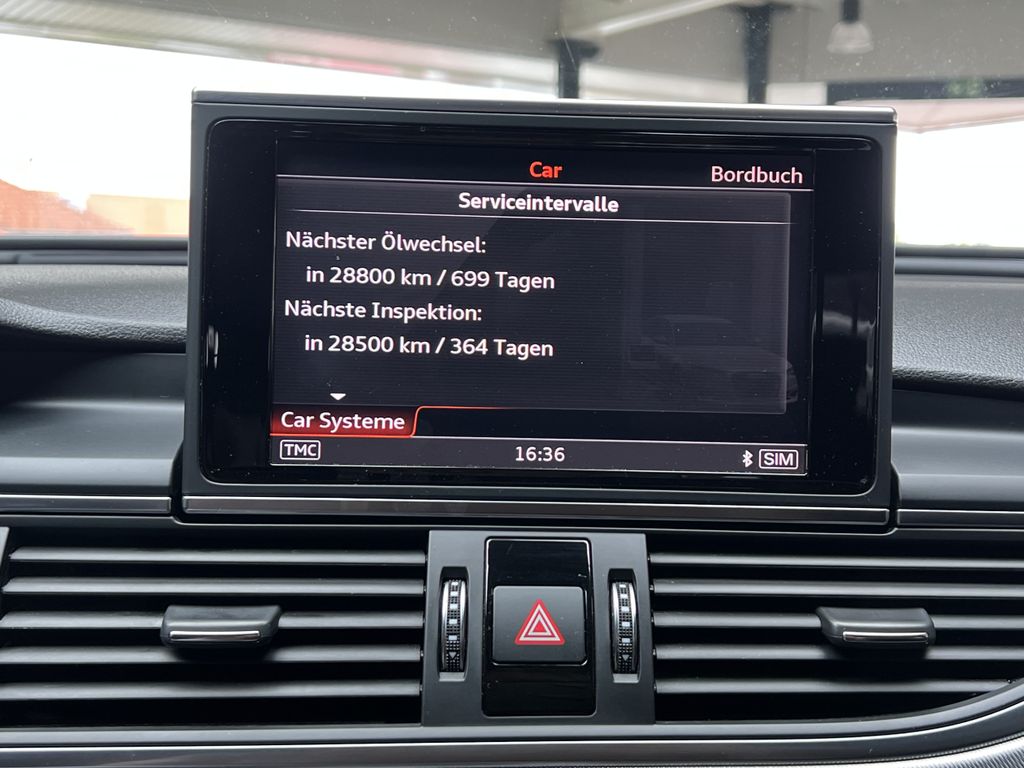 Car
Bordbuch
Serviceintervalle
Nächster Ölwechsel:
in 28800 km / 699 Tagen
Nächste Inspektion:
in 28500 km / 364 Tagen
Car Systeme
TMC
16:36
SIM